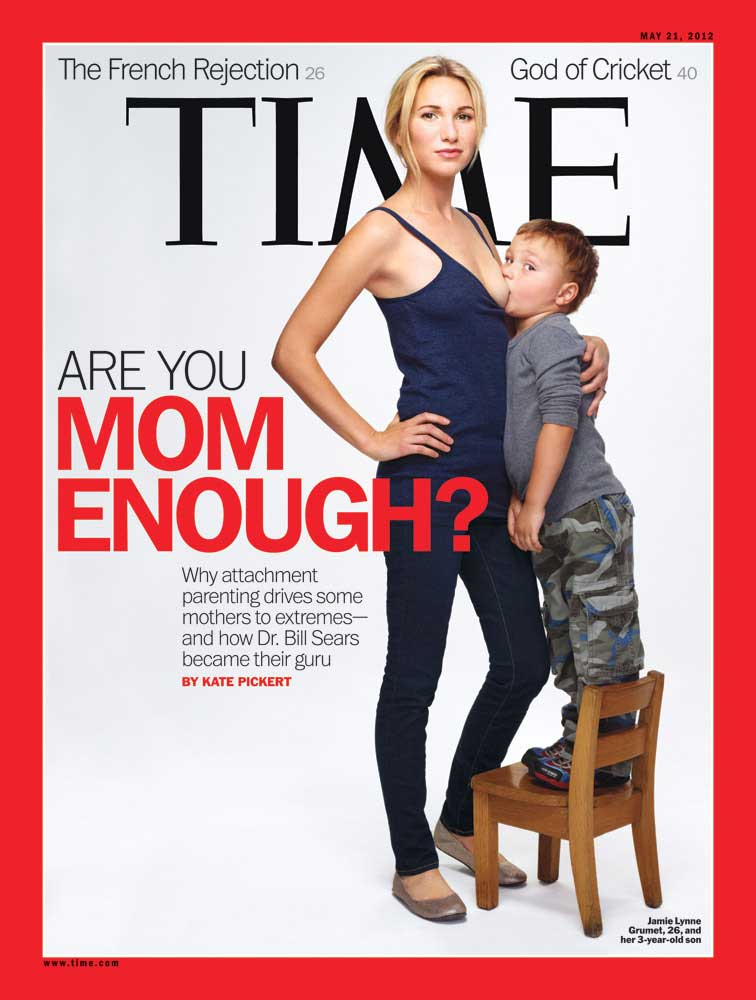 MAY 21, 2012
The French Rejection 26
God of Cricket 40
TIME
ARE YOU
MOM
ENOUGH?
Why attachment
parenting drives some
mothers to extremes—
and how Dr. Bill Sears
became their guru
BY KATE PICKERT
Jamie Lynne
Grumet, 26, and
her 3-year-old son
www.time.com